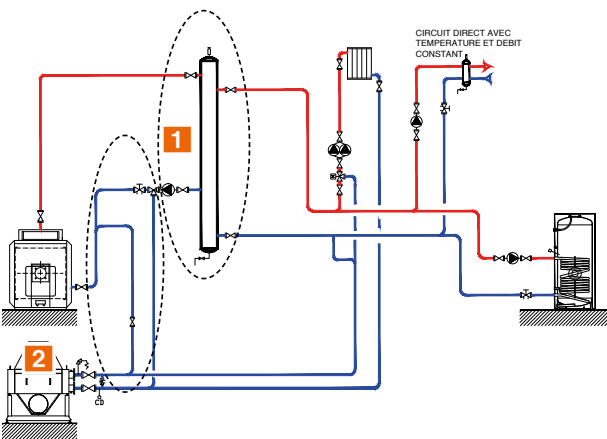 CIRCUIT DIRECT AVEC
TEMPERATURE ET DEBIT
CONSTANT
1
2